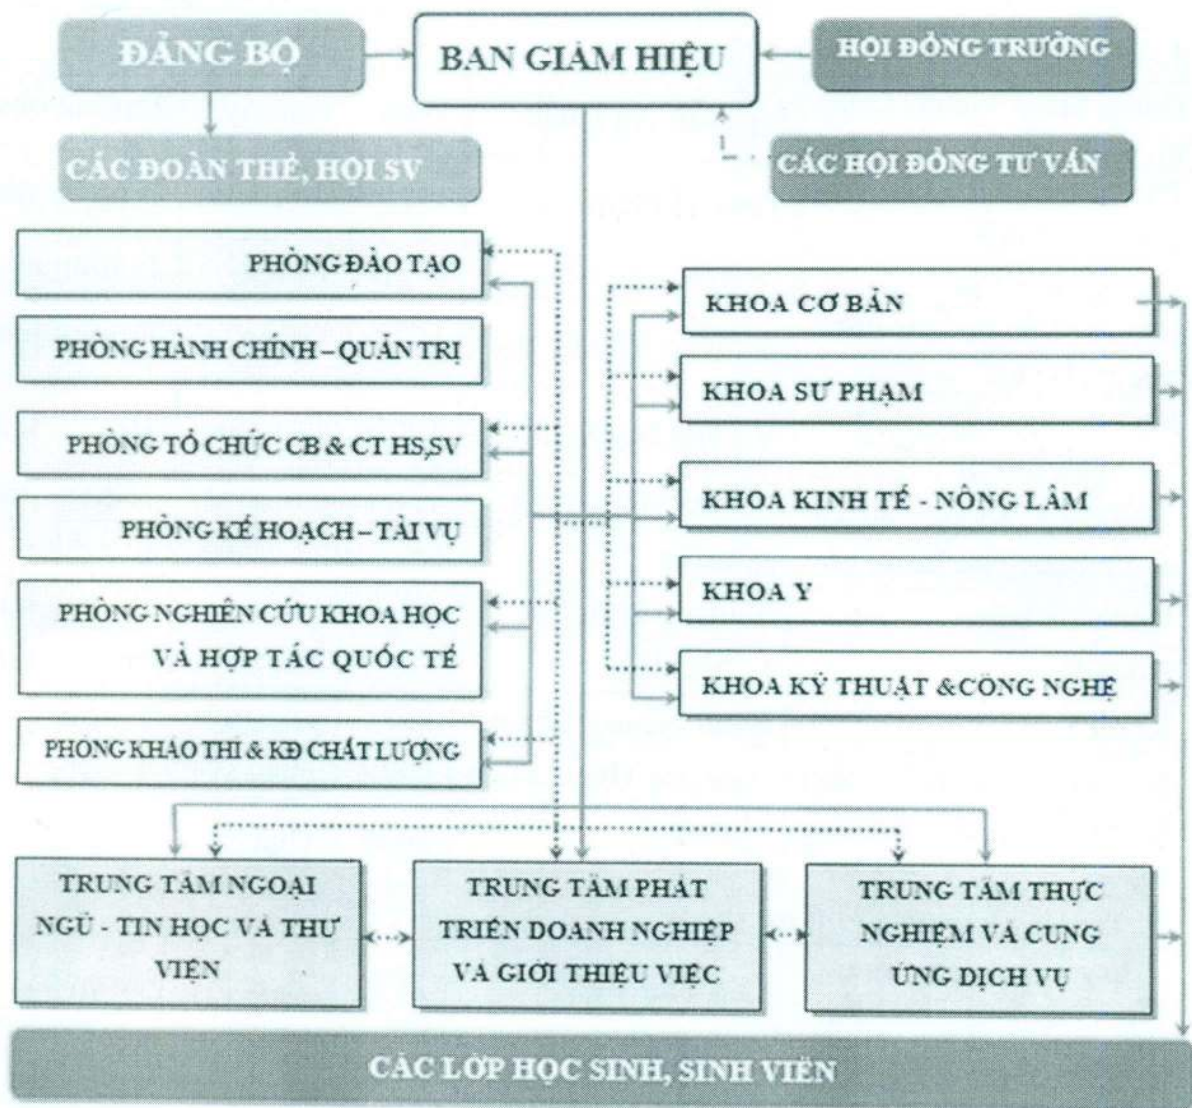 ĐẢNG BỘ
BAN GIÁM HIỆU
HỘI ĐỒNG TRƯỜNG
CÁC ĐOÀN THỂ, HỘI SV
CÁC HỘI ĐỒNG TƯ VẤN
PHÒNG ĐÀO TẠO
PHÒNG HÀNH CHÍNH – QUẢN TRỊ
PHÒNG TỔ CHỨC CB & CT HS,SV
PHÒNG KẾ HOẠCH – TÀI VỤ
PHÒNG NGHIÊN CỨU KHOA HỌC
VÀ HỢP TÁC QUỐC TẾ
PHÒNG KHẢO THÍ & KĐ CHẤT LƯỢNG
KHOA CƠ BẢN
KHOA SƯ PHẠM
KHOA KINH TẾ - NÔNG LÂM
KHOA Y
KHOA KỸ THUẬT &CÔNG NGHỆ
TRUNG TÂM NGOẠI
NGŨ - TIN HỌC VÀ THƯ
VIỆN
TRUNG TÂM PHÁT
TRIỂN DOANH NGHIỆP
VÀ GIỚI THIỆU VIỆC
TRUNG TÂM THỰC
NGHIỆM VÀ CUNG
ỨNG DỊCH VỤ
CÁC LỚP HỌC SINH, SINH VIÊN